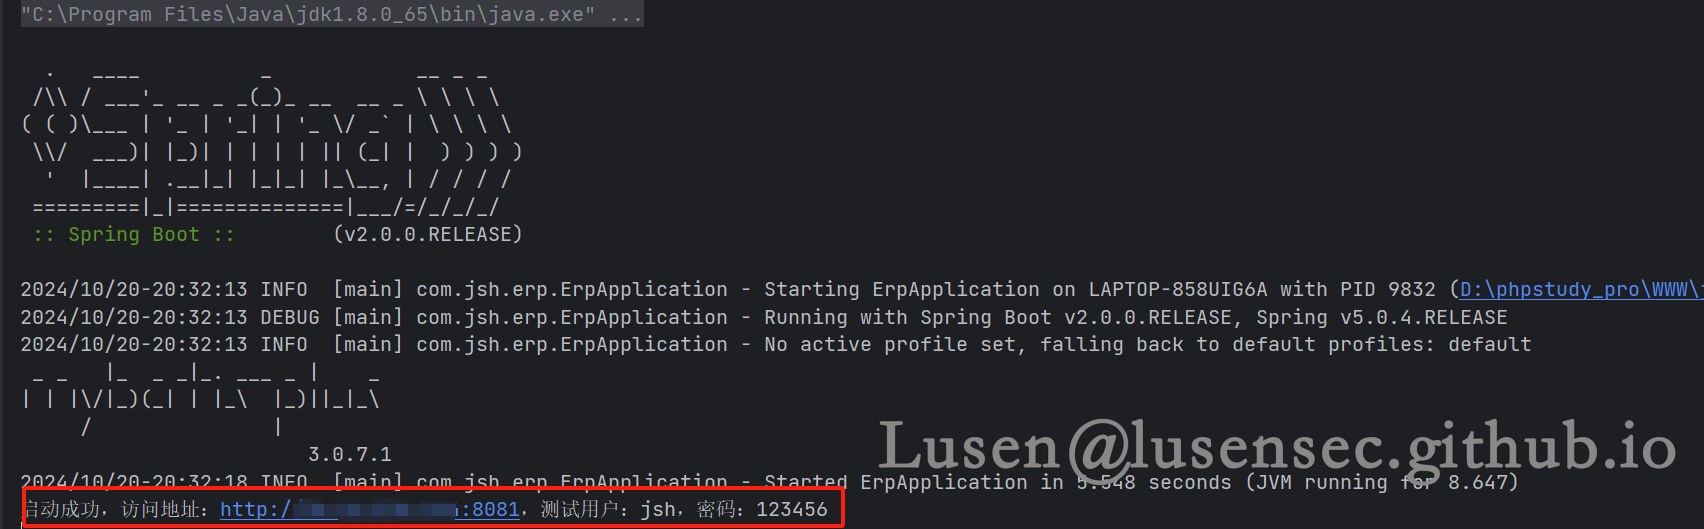 "C:\Program Files\Java\jdk1.8.0_65\bin\java.exe" ...
  .   ____          _            __ _ _
 /\\ / ___'_ __ _ _(_)_ __  __ _ \ \ \ \
( ( )\___ | '_ | '_| | '_ \/ _` | \ \ \ \
 \\/  ___)| |_)| | | | | || (_| |  ) ) ) )
  '  |____| .__|_| |_|_| |_\__, | / / / /
 =========|_|==============|___/=/_/_/_/
 :: Spring Boot ::        (v2.0.0.RELEASE)
2024/10/20-20:32:13 INFO  [main] com.jsh.erp.ErpApplication - Starting ErpApplication on LAPTOP-858UIG6A with PID 9832 (D:\phpstudy_pro\WWW\
2024/10/20-20:32:13 DEBUG [main] com.jsh.erp.ErpApplication - Running with Spring Boot v2.0.0.RELEASE, Spring v5.0.4.RELEASE
2024/10/20-20:32:13 INFO  [main] com.jsh.erp.ErpApplication - No active profile set, falling back to default profiles: default
 _ _   |_  _ _|_. ___ _ |    _
| | |\/|_)(_| | |_\  |_)||_|_\
     /               |
                        3.0.7.1
Lusen@lusensec.github.io
2024/10/20-20:32:18 INFO  [main] com.jsh.erp.ErpApplication - Started ErpApplication in 5.548 seconds (JVM running for 8.647)
启动成功，访问地址：http:/ :8081，测试用户：jsh，密码：123456